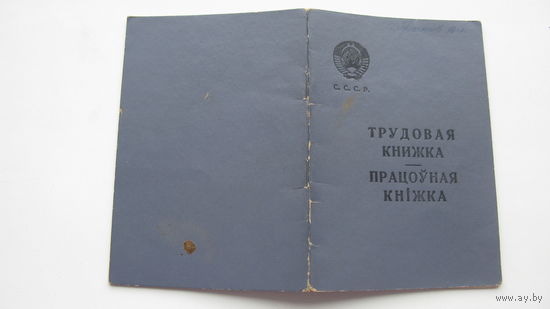 С. С. С. Р.
ТРУДОВАЯ
КНИЖКА
ПРАЦОЎНАЯ
КНІЖКА
www.ay.by